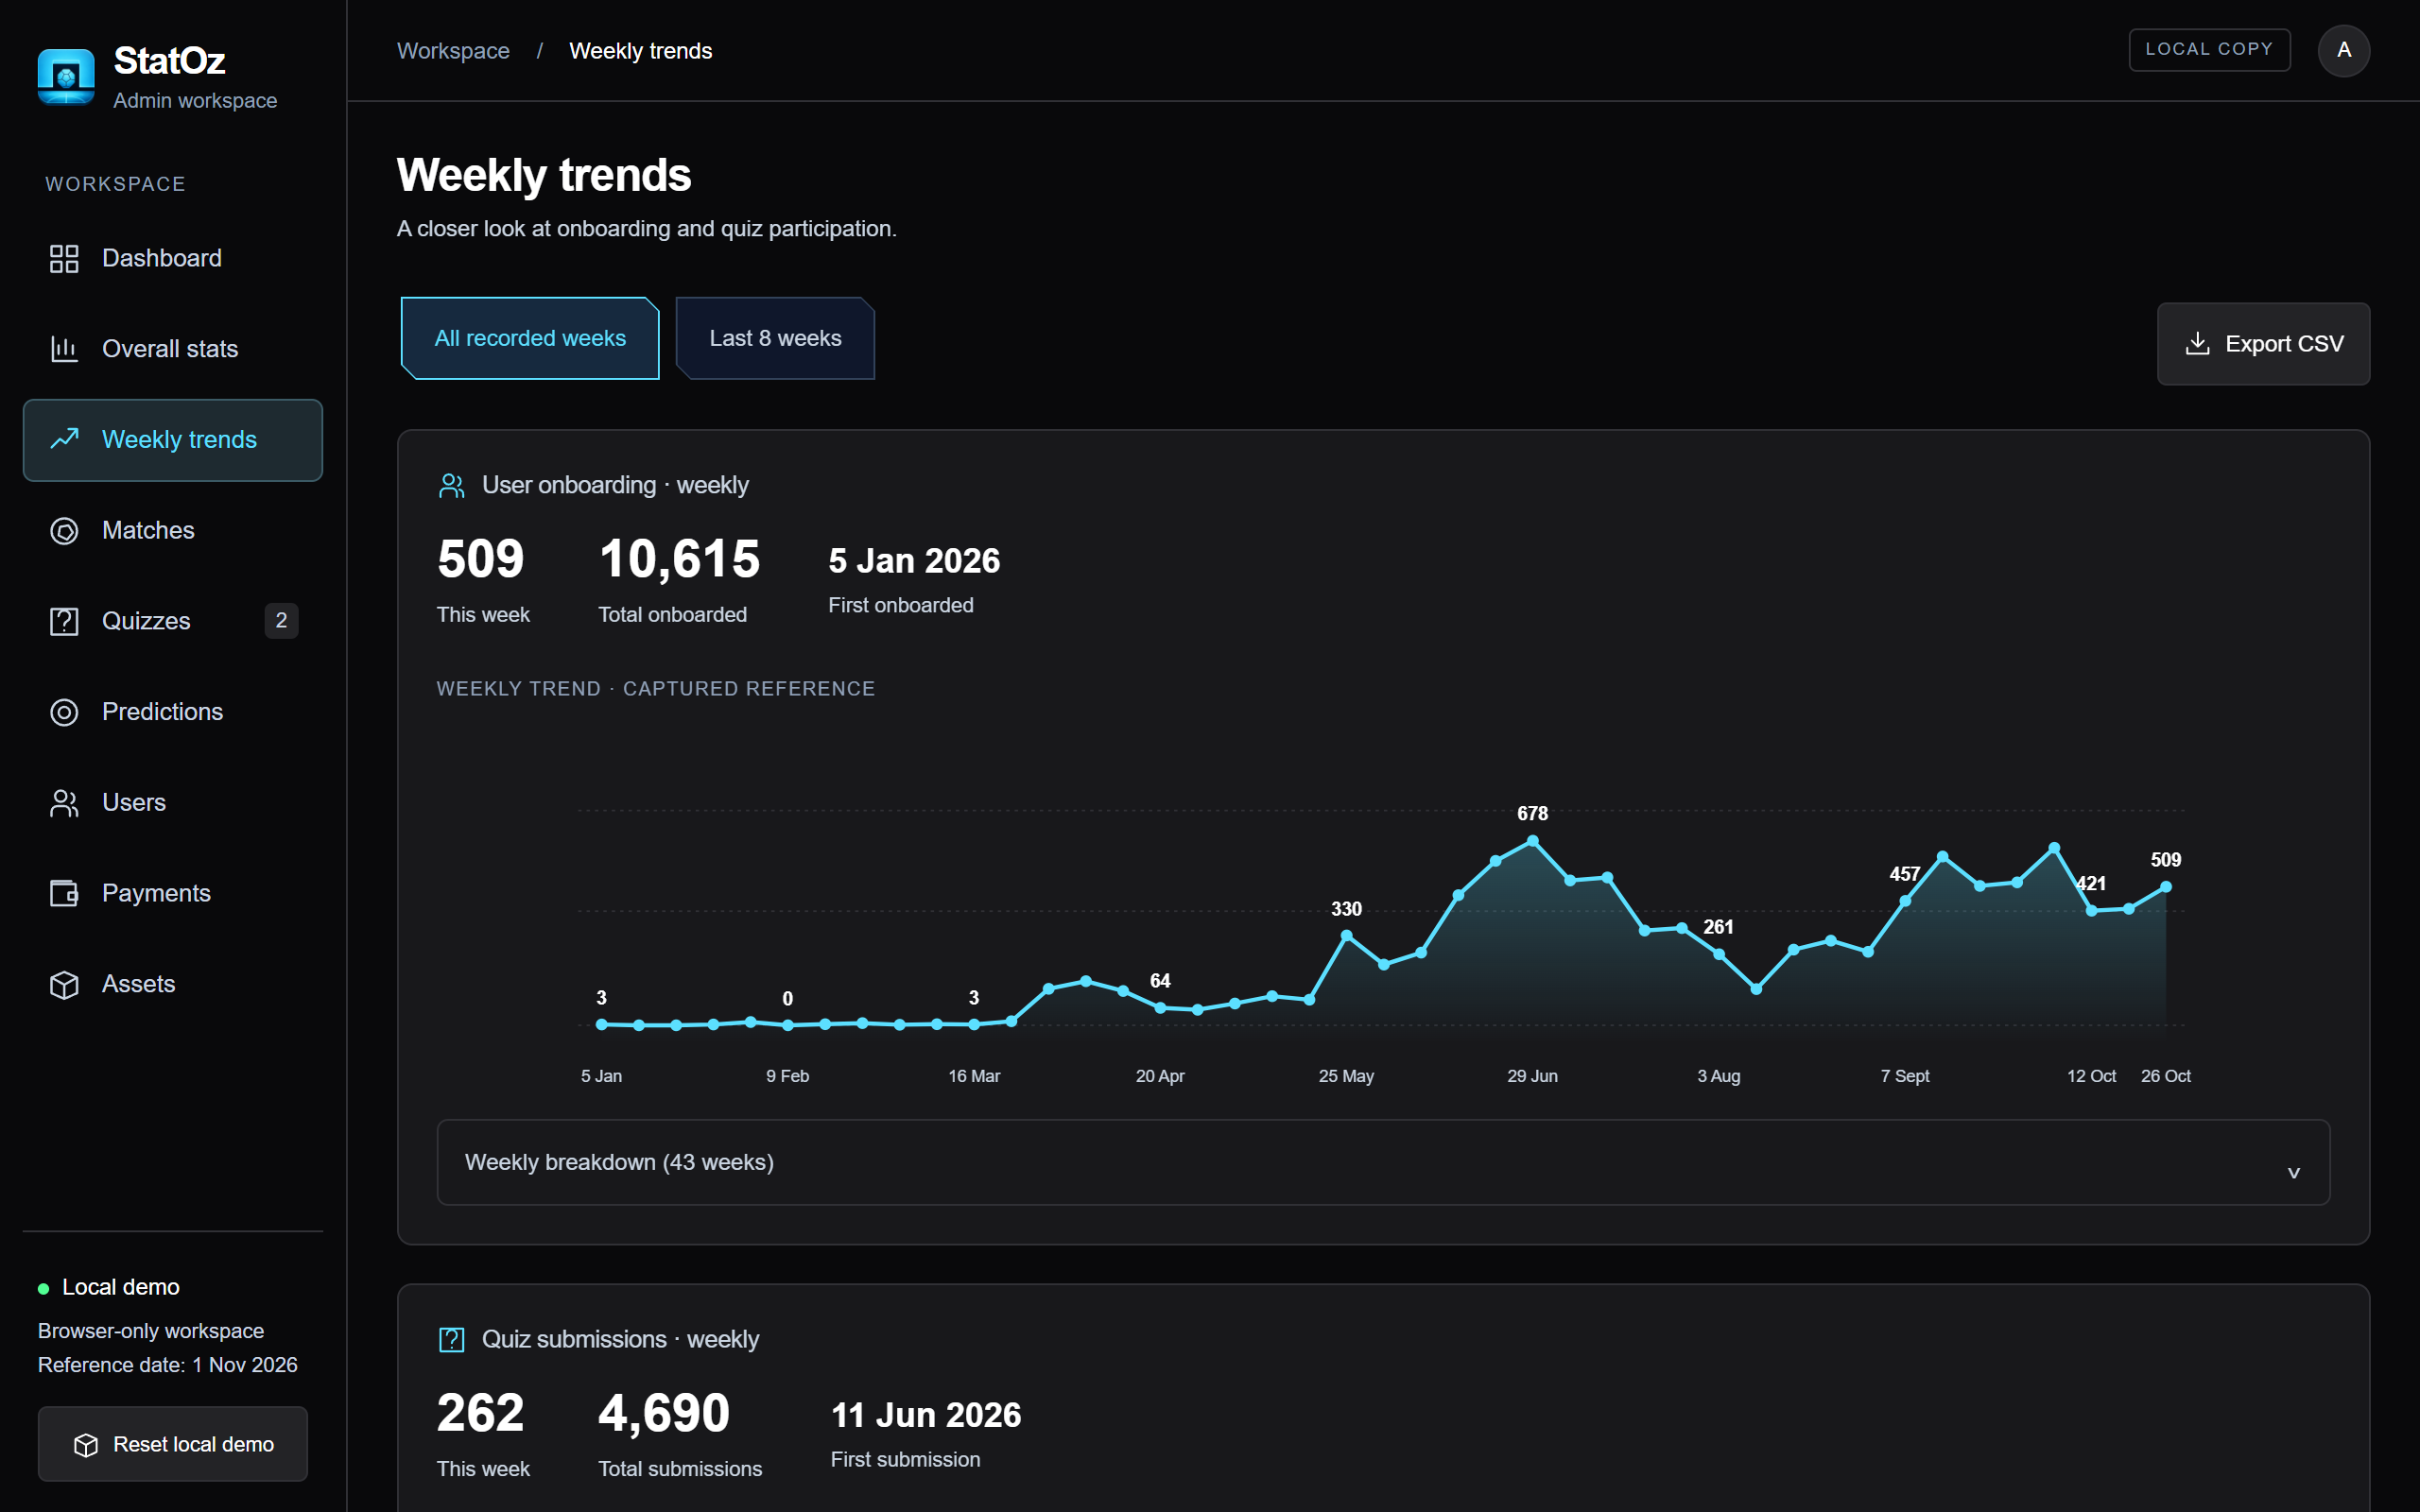 StatOz
Admin workspace
WORKSPACE
Dashboard
Overall stats
Weekly trends
Matches
Quizzes 2
Predictions
Users
Payments
Assets
Local demo
Browser-only workspace
Reference date: 1 Nov 2026
Reset local demo
Workspace / Weekly trends
LOCAL COPY A
Weekly trends
A closer look at onboarding and quiz participation.
All recorded weeks Last 8 weeks
Export CSV
User onboarding · weekly
509 10,615 5 Jan 2026
This week Total onboarded First onboarded
WEEKLY TREND · CAPTURED REFERENCE
3 0 3 64 330 678 261 457 421 509
5 Jan 9 Feb 16 Mar 20 Apr 25 May 29 Jun 3 Aug 7 Sept 12 Oct 26 Oct
Weekly breakdown (43 weeks)
Quiz submissions · weekly
262 4,690 11 Jun 2026
This week Total submissions First submission